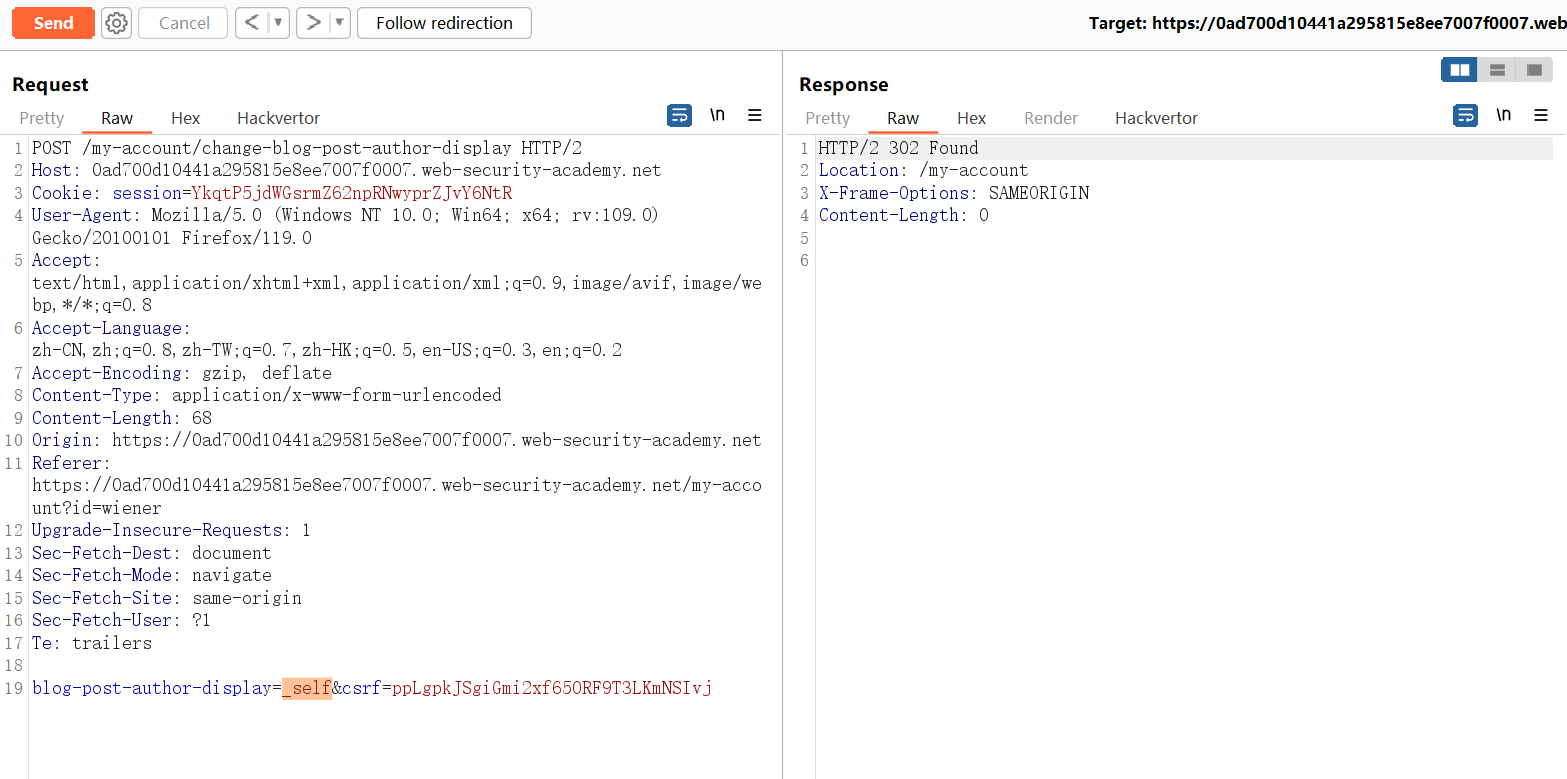 Send Cancel < ▼ > ▼ Follow redirection Target: https://0ad700d10441a295815e8ee7007f0007.web
Request
Pretty Raw Hex Hackvertor \n
1 POST /my-account/change-blog-post-author-display HTTP/2
2 Host: 0ad700d10441a295815e8ee7007f0007.web-security-academy.net
3 Cookie: session=YkqtP5jdWGsrmZ62npRNwyprZJvY6NtR
4 User-Agent: Mozilla/5.0 (Windows NT 10.0; Win64; x64; rv:109.0)
Gecko/20100101 Firefox/119.0
5 Accept:
text/html,application/xhtml+xml,application/xml;q=0.9,image/avif,image/we
bp,*/*;q=0.8
6 Accept-Language:
zh-CN,zh;q=0.8,zh-TW;q=0.7,zh-HK;q=0.5,en-US;q=0.3,en;q=0.2
7 Accept-Encoding: gzip, deflate
8 Content-Type: application/x-www-form-urlencoded
9 Content-Length: 68
10 Origin: https://0ad700d10441a295815e8ee7007f0007.web-security-academy.net
11 Referer:
https://0ad700d10441a295815e8ee7007f0007.web-security-academy.net/my-acco
unt?id=wiener
12 Upgrade-Insecure-Requests: 1
13 Sec-Fetch-Dest: document
14 Sec-Fetch-Mode: navigate
15 Sec-Fetch-Site: same-origin
16 Sec-Fetch-User: ?1
17 Te: trailers
18
19 blog-post-author-display=_self&csrf=ppLgpkJSgiGmi2xf65ORF9T3LKmNSIvj
Response
Pretty Raw Hex Render Hackvertor \n
1 HTTP/2 302 Found
2 Location: /my-account
3 X-Frame-Options: SAMEORIGIN
4 Content-Length: 0
5
6